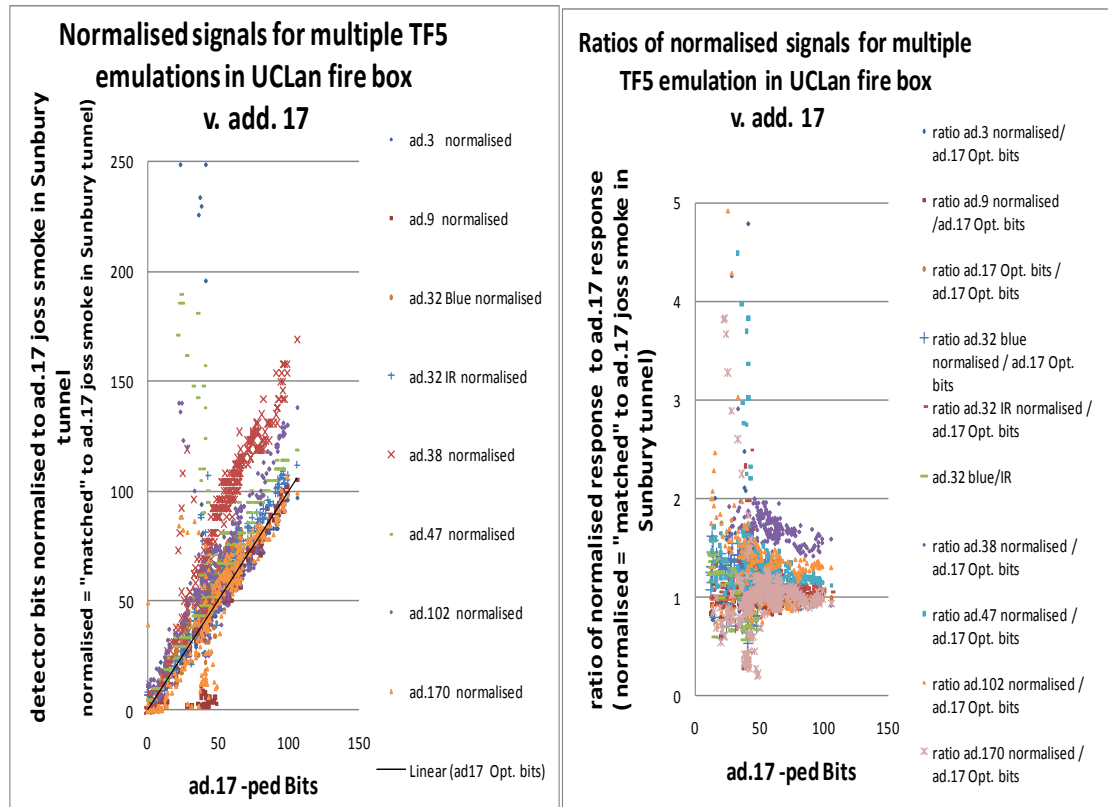 Normalised signals for multiple TF5
emulations in UCLan fire box
v. add. 17
detector bits normalised to ad.17 joss smoke in Sunbury
tunnel
normalised = "matched" to ad.17 joss smoke in Sunbury tunnel)
250
200
150
100
50
0
0
50
100
150
ad.17 -ped Bits
ad.3 normalised
ad.9 normalised
ad.32 Blue normalised
ad.32 IR normalised
ad.38 normalised
ad.47 normalised
ad.102 normalised
ad.170 normalised
Linear (ad17 Opt. bits)
Ratios of normalised signals for multiple
TF5 emulation in UCLan fire box
v. add. 17
ratio of normalised response to ad.17 response
(normalised = "matched" to ad.17 joss smoke in
Sunbury tunnel)
5
4
3
2
1
0
0
50
100
150
ad.17 -ped Bits
ratio ad.3 normalised/
ad.17 Opt. bits
ratio ad.9 normalised
/ad.17 Opt. bits
ratio ad.17 Opt. bits /
ad.17 Opt. bits
ratio ad.32 blue
normalised / ad.17 Opt.
bits
ratio ad.32 IR normalised /
ad.17 Opt. bits
ad.32 blue/IR
ratio ad.38 normalised /
ad.17 Opt. bits
ratio ad.47 normalised /
ad.17 Opt. bits
ratio ad.102 normalised /
ad.17 Opt. bits
ratio ad.170 normalised /
ad.17 Opt. bits